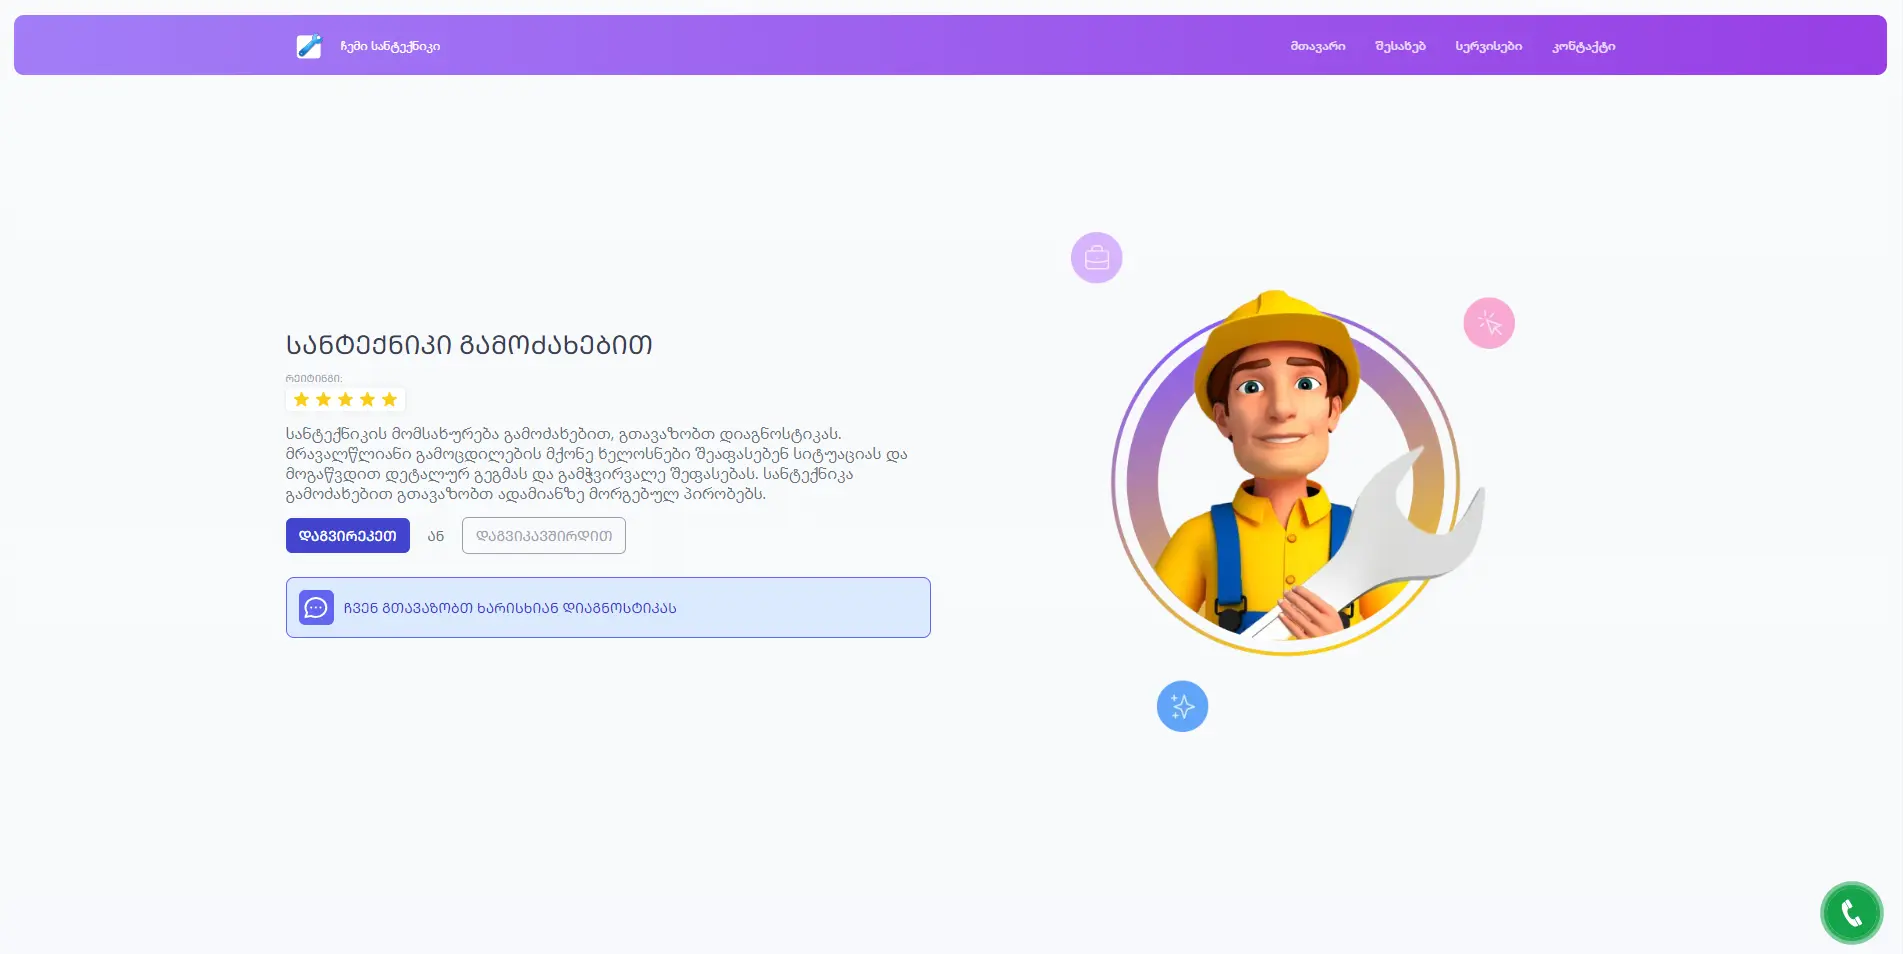 ჩემი სანტექნიკი
მთავარი
შესახებ
სერვისები
კონტაქტი
სანტექნიკი გამოძახებით
რეიტინგი:
სანტექნიკის მომსახურება გამოძახებით, გთავაზობთ დიაგნოსტიკას.
მრავალწლიანი გამოცდილების მქონე ხელოსნები შეაფასებენ სიტუაციას და
მოგაწვდით დეტალურ გეგმას და გამჭვირვალე შეფასებას. სანტექნიკა
გამოძახებით გთავაზობთ ადამიანზე მორგებულ პირობებს.
დაგვირეკეთ ან დაგვიკავშირდით
ჩვენ გთავაზობთ ხარისხიან დიაგნოსტიკას